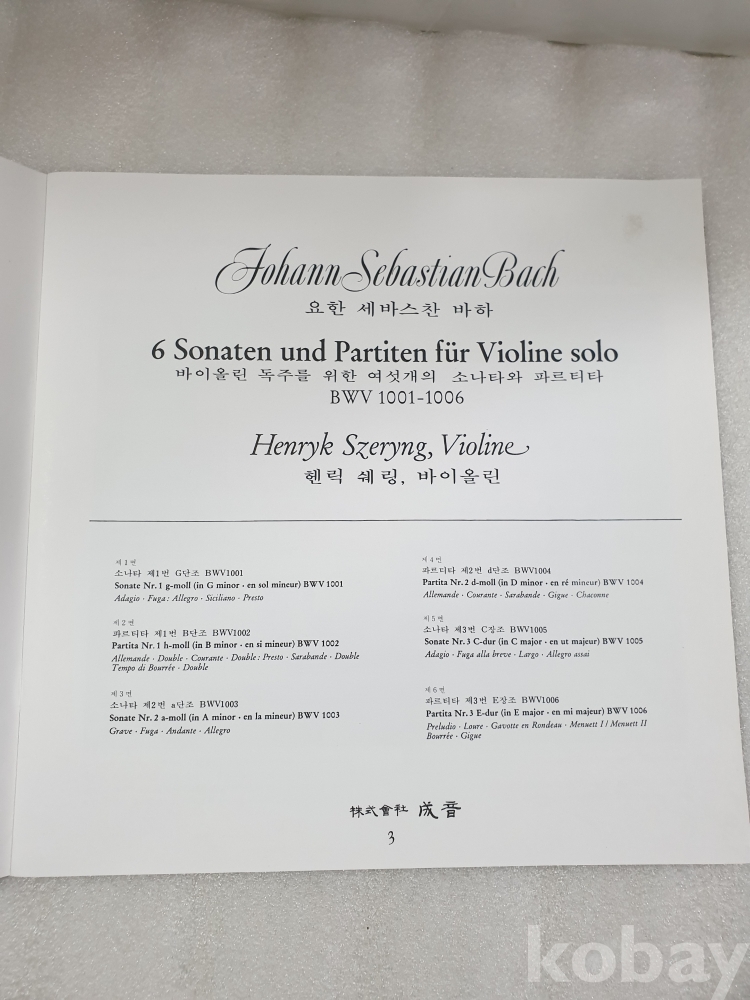 Johann Sebastian Bach
요한 세바스찬 바하
6 Sonaten und Partiten für Violine solo
바이올린 독주를 위한 여섯개의 소나타와 파르티타
BWV 1001-1006
Henryk Szeryng, Violine
헨릭 쉐링, 바이올린
제1면
소나타 제1번 G단조 BWV1001
Sonate Nr. 1 g-moll (in G minor · en sol mineur) BWV 1001
Adagio · Fuga: Allegro · Siciliano · Presto
제2면
파르티타 제1번 B단조 BWV1002
Partita Nr. 1 h-moll (in B minor · en si mineur) BWV 1002
Allemande · Double · Courante · Double: Presto · Sarabande · Double
Tempo di Bourrée · Double
제3면
소나타 제2번 a단조 BWV1003
Sonate Nr. 2 a-moll (in A minor · en la mineur) BWV 1003
Grave · Fuga · Andante · Allegro
제4면
파르티타 제2번 d단조 BWV1004
Partita Nr. 2 d-moll (in D minor · en ré mineur) BWV 1004
Allemande · Courante · Sarabande · Gigue · Chaconne
제5면
소나타 제3번 C장조 BWV1005
Sonate Nr. 3 C-dur (in C major · en ut majeur) BWV 1005
Adagio · Fuga alla breve · Largo · Allegro assai
제6면
파르티타 제3번 E장조 BWV1006
Partita Nr. 3 E-dur (in E major · en mi majeur) BWV 1006
Preludio · Loure · Gavotte en Rondeau · Menuett I / Menuett II
Bourrée · Gigue
株式會社 成音
3
kobay